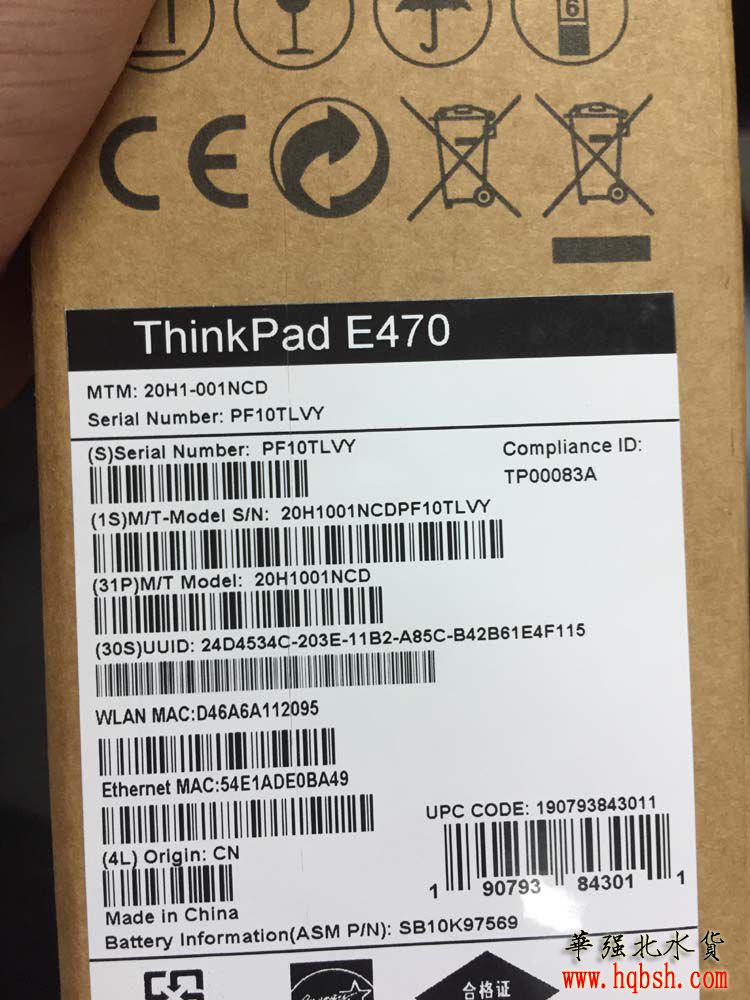 6
CE
ThinkPad E470
MTM: 20H1-001NCD
Serial Number: PF10TLVY
(S)Serial Number: PF10TLVY
Compliance ID:
TP00083A
(1S)M/T-Model S/N: 20H1001NCDPF10TLVY
(31P)M/T Model: 20H1001NCD
(30S)UUID: 24D4534C-203E-11B2-A85C-B42B61E4F115
WLAN MAC:D46A6A112095
Ethernet MAC:54E1ADE0BA49
UPC CODE: 190793843011
1 90793 84301 1
(4L) Origin: CN
Made in China
Battery Information(ASM P/N): SB10K97569
合格证
華强北水貨
www.hqbsh.com